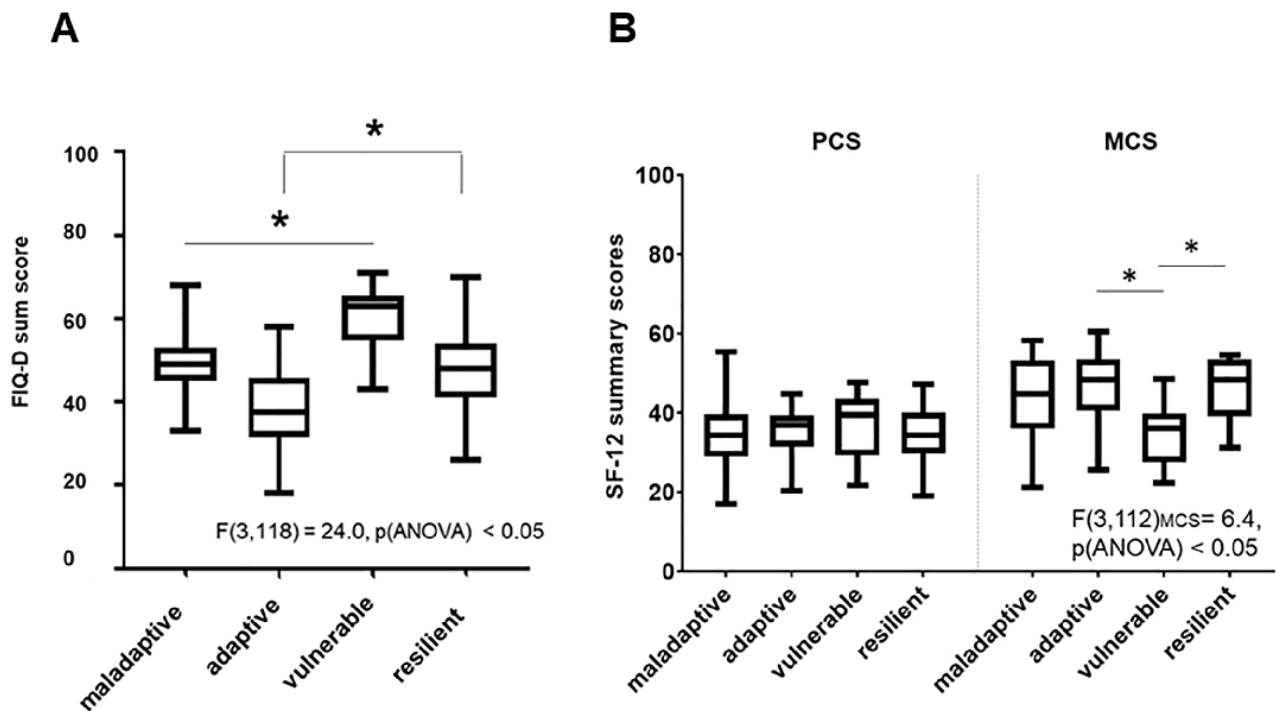 A
B
*
*
100
80
60
40
20
0
FIQ-D sum score
F(3,118) = 24.0, p(ANOVA) < 0.05
maladaptive
adaptive
vulnerable
resilient
PCS
MCS
100
80
60
40
20
0
SF-12 summary scores
*
*
F(3,112)MCS= 6.4,
p(ANOVA) < 0.05
maladaptive
adaptive
vulnerable
resilient
maladaptive
adaptive
vulnerable
resilient